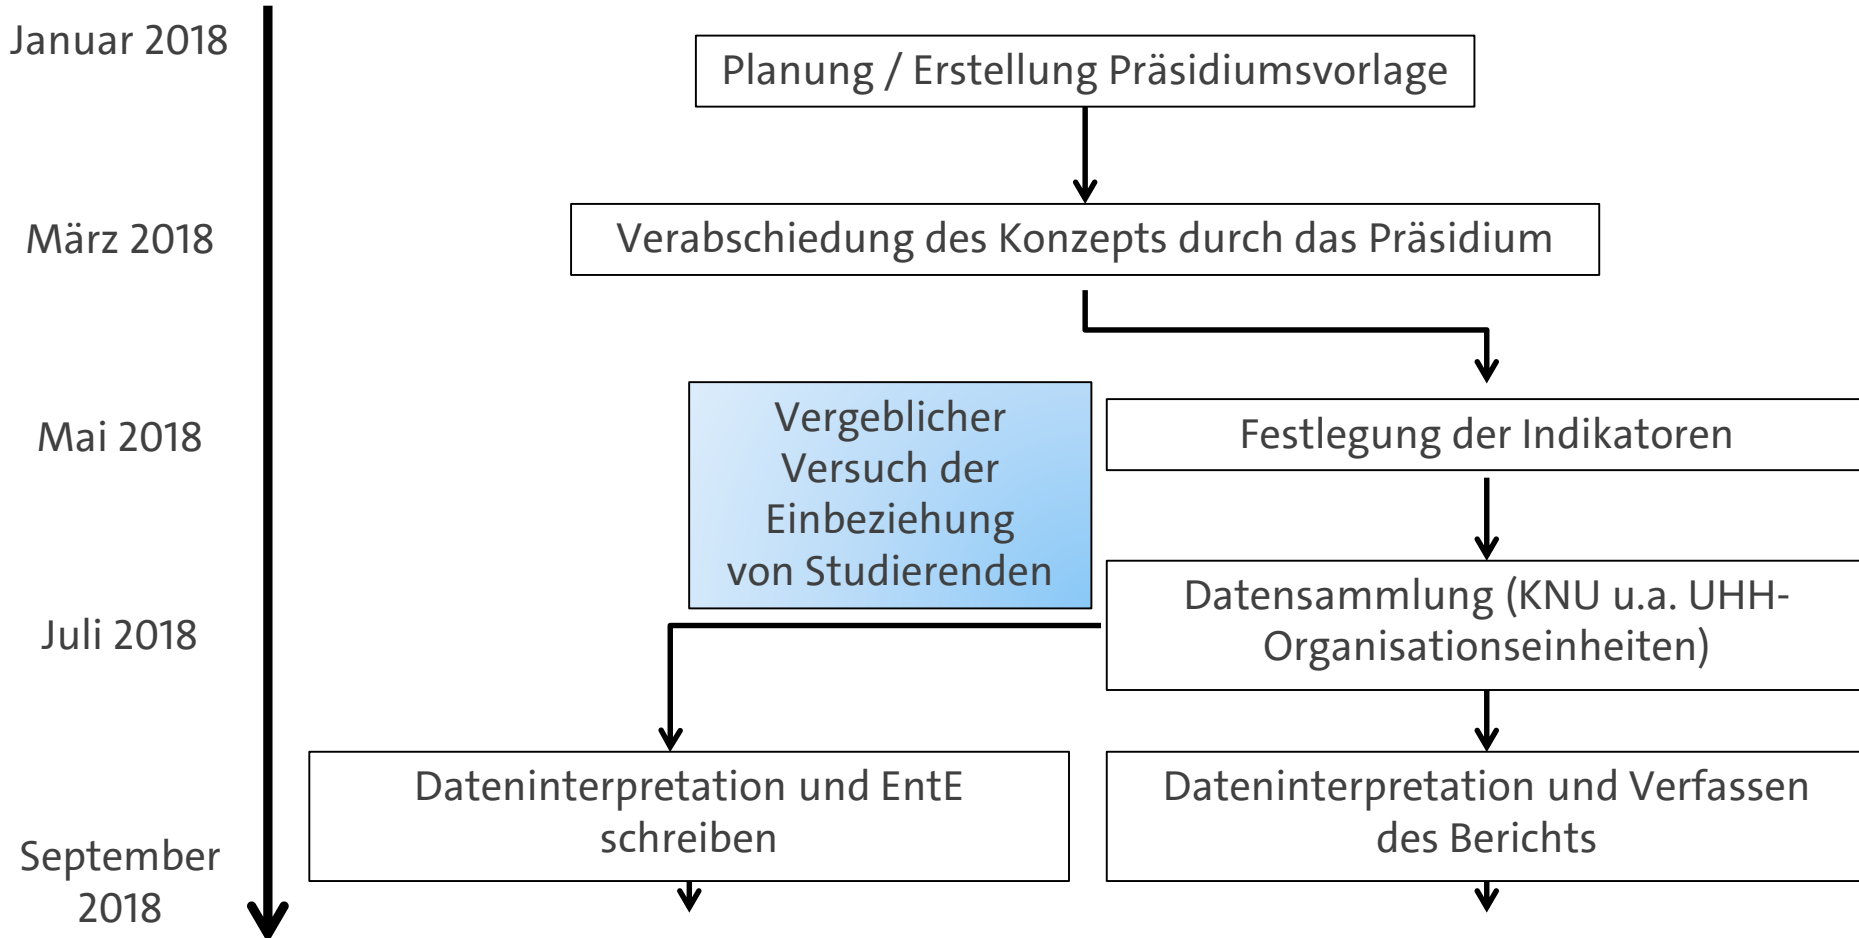 Januar 2018
Planung / Erstellung Präsidiumsvorlage
März 2018
Verabschiedung des Konzepts durch das Präsidium
Mai 2018
Vergeblicher
Versuch der
Einbeziehung
von Studierenden
Festlegung der Indikatoren
Juli 2018
Datensammlung (KNU u.a. UHH-
Organisationseinheiten)
Dateninterpretation und EntE
schreiben
Dateninterpretation und Verfassen
des Berichts
September
2018